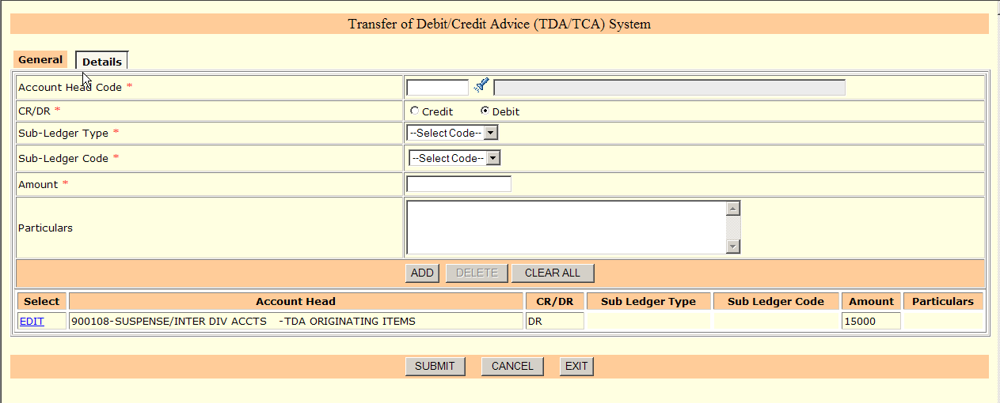 Transfer of Debit/Credit Advice (TDA/TCA) System
General Details
Account Head Code *
CR/DR * Credit Debit
Sub-Ledger Type * --Select Code--
Sub-Ledger Code * --Select Code--
Amount *
Particulars
ADD DELETE CLEAR ALL
Select Account Head CR/DR Sub Ledger Type Sub Ledger Code Amount Particulars
EDIT 900108-SUSPENSE/INTER DIV ACCTS -TDA ORIGINATING ITEMS DR 15000
SUBMIT CANCEL EXIT